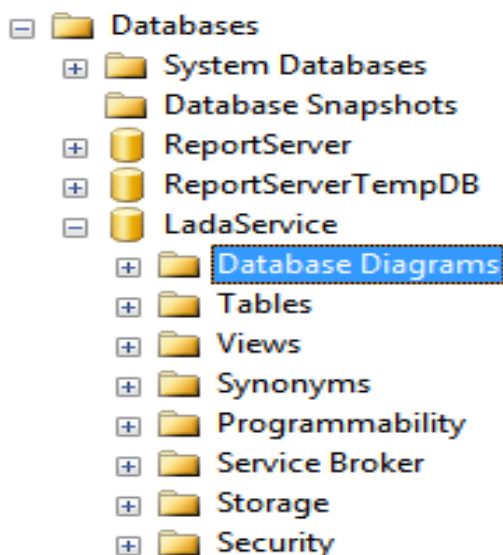 Databases
System Databases
Database Snapshots
ReportServer
ReportServerTempDB
LadaService
Database Diagrams
Tables
Views
Synonyms
Programmability
Service Broker
Storage
Security